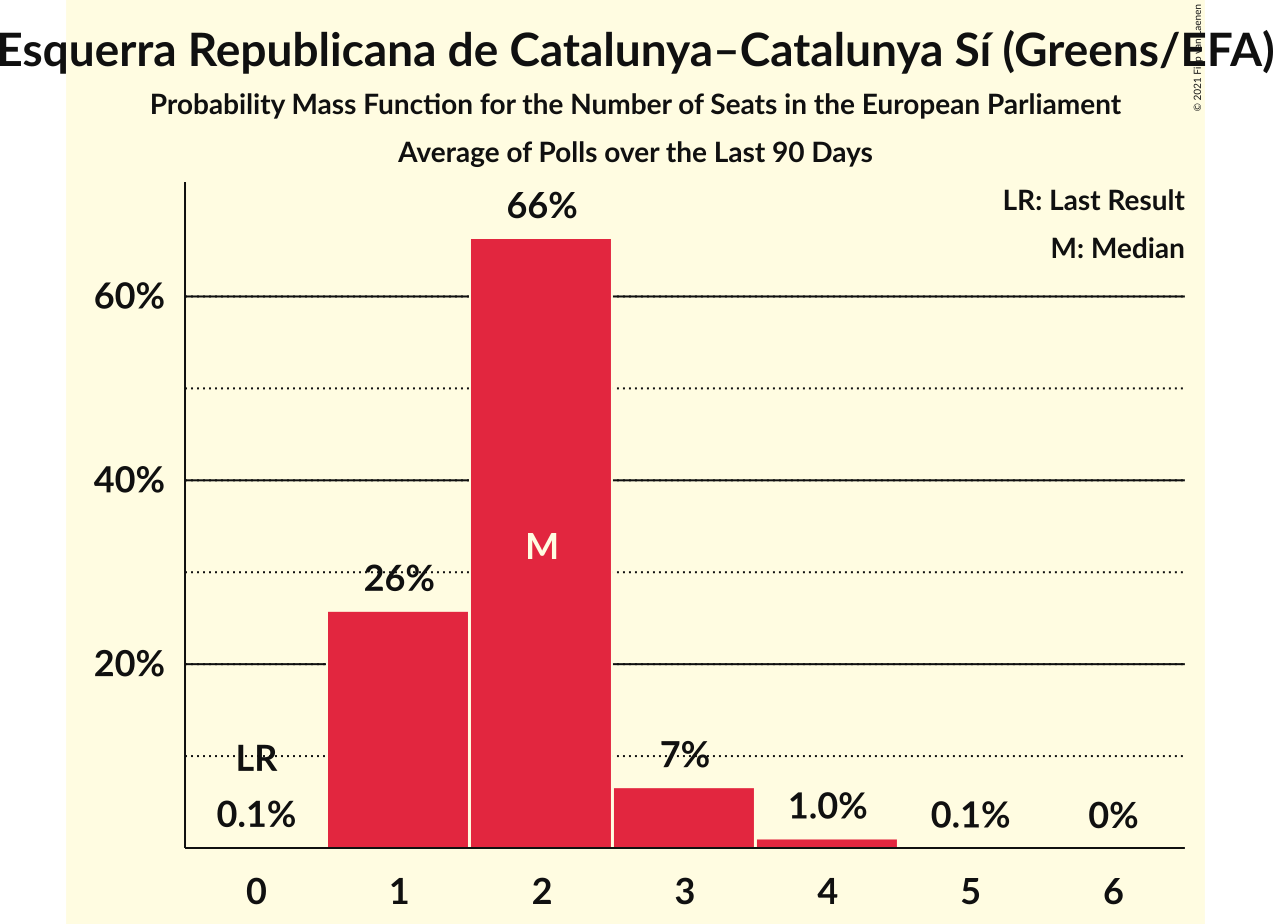 Esquerra Republicana de Catalunya–Catalunya Sí (Greens/EFA)
Probability Mass Function for the Number of Seats in the European Parliament
Average of Polls over the Last 90 Days
© 2021
LR: Last Result
M: Median
66%
60%
40%
M
26%
20%
LR
7%
0.1%
1.0%
0.1%
0%
0 1 2 3 4 5 6